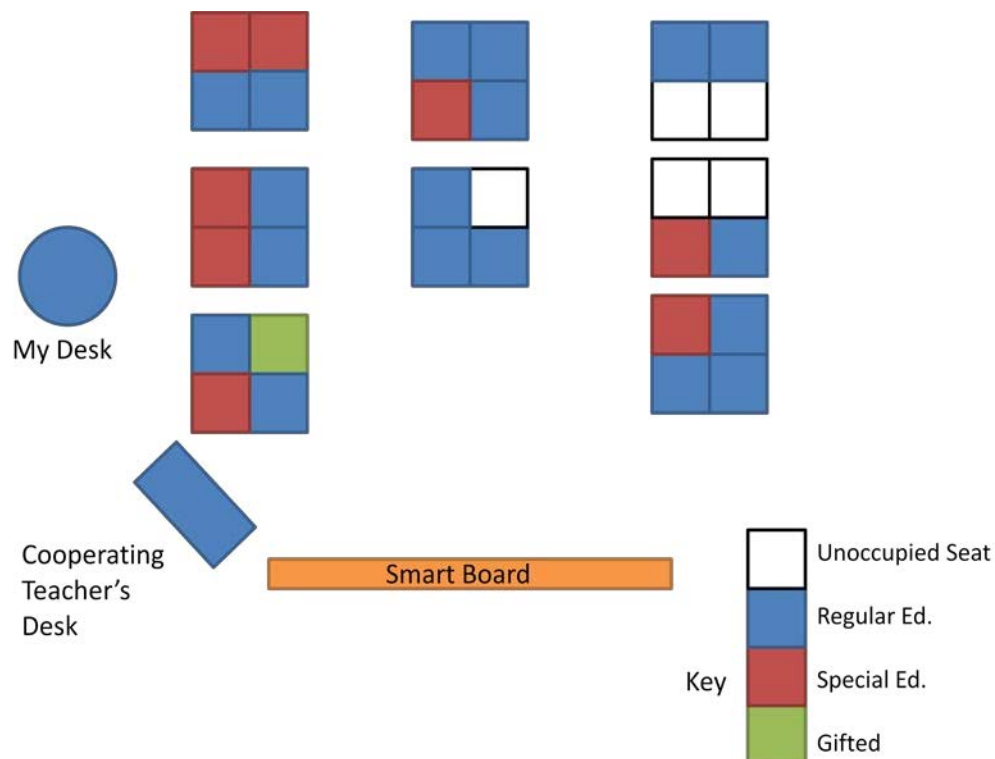 My Desk
Cooperating
Teacher’s
Desk
Smart Board
Key
Unoccupied Seat
Regular Ed.
Special Ed.
Gifted